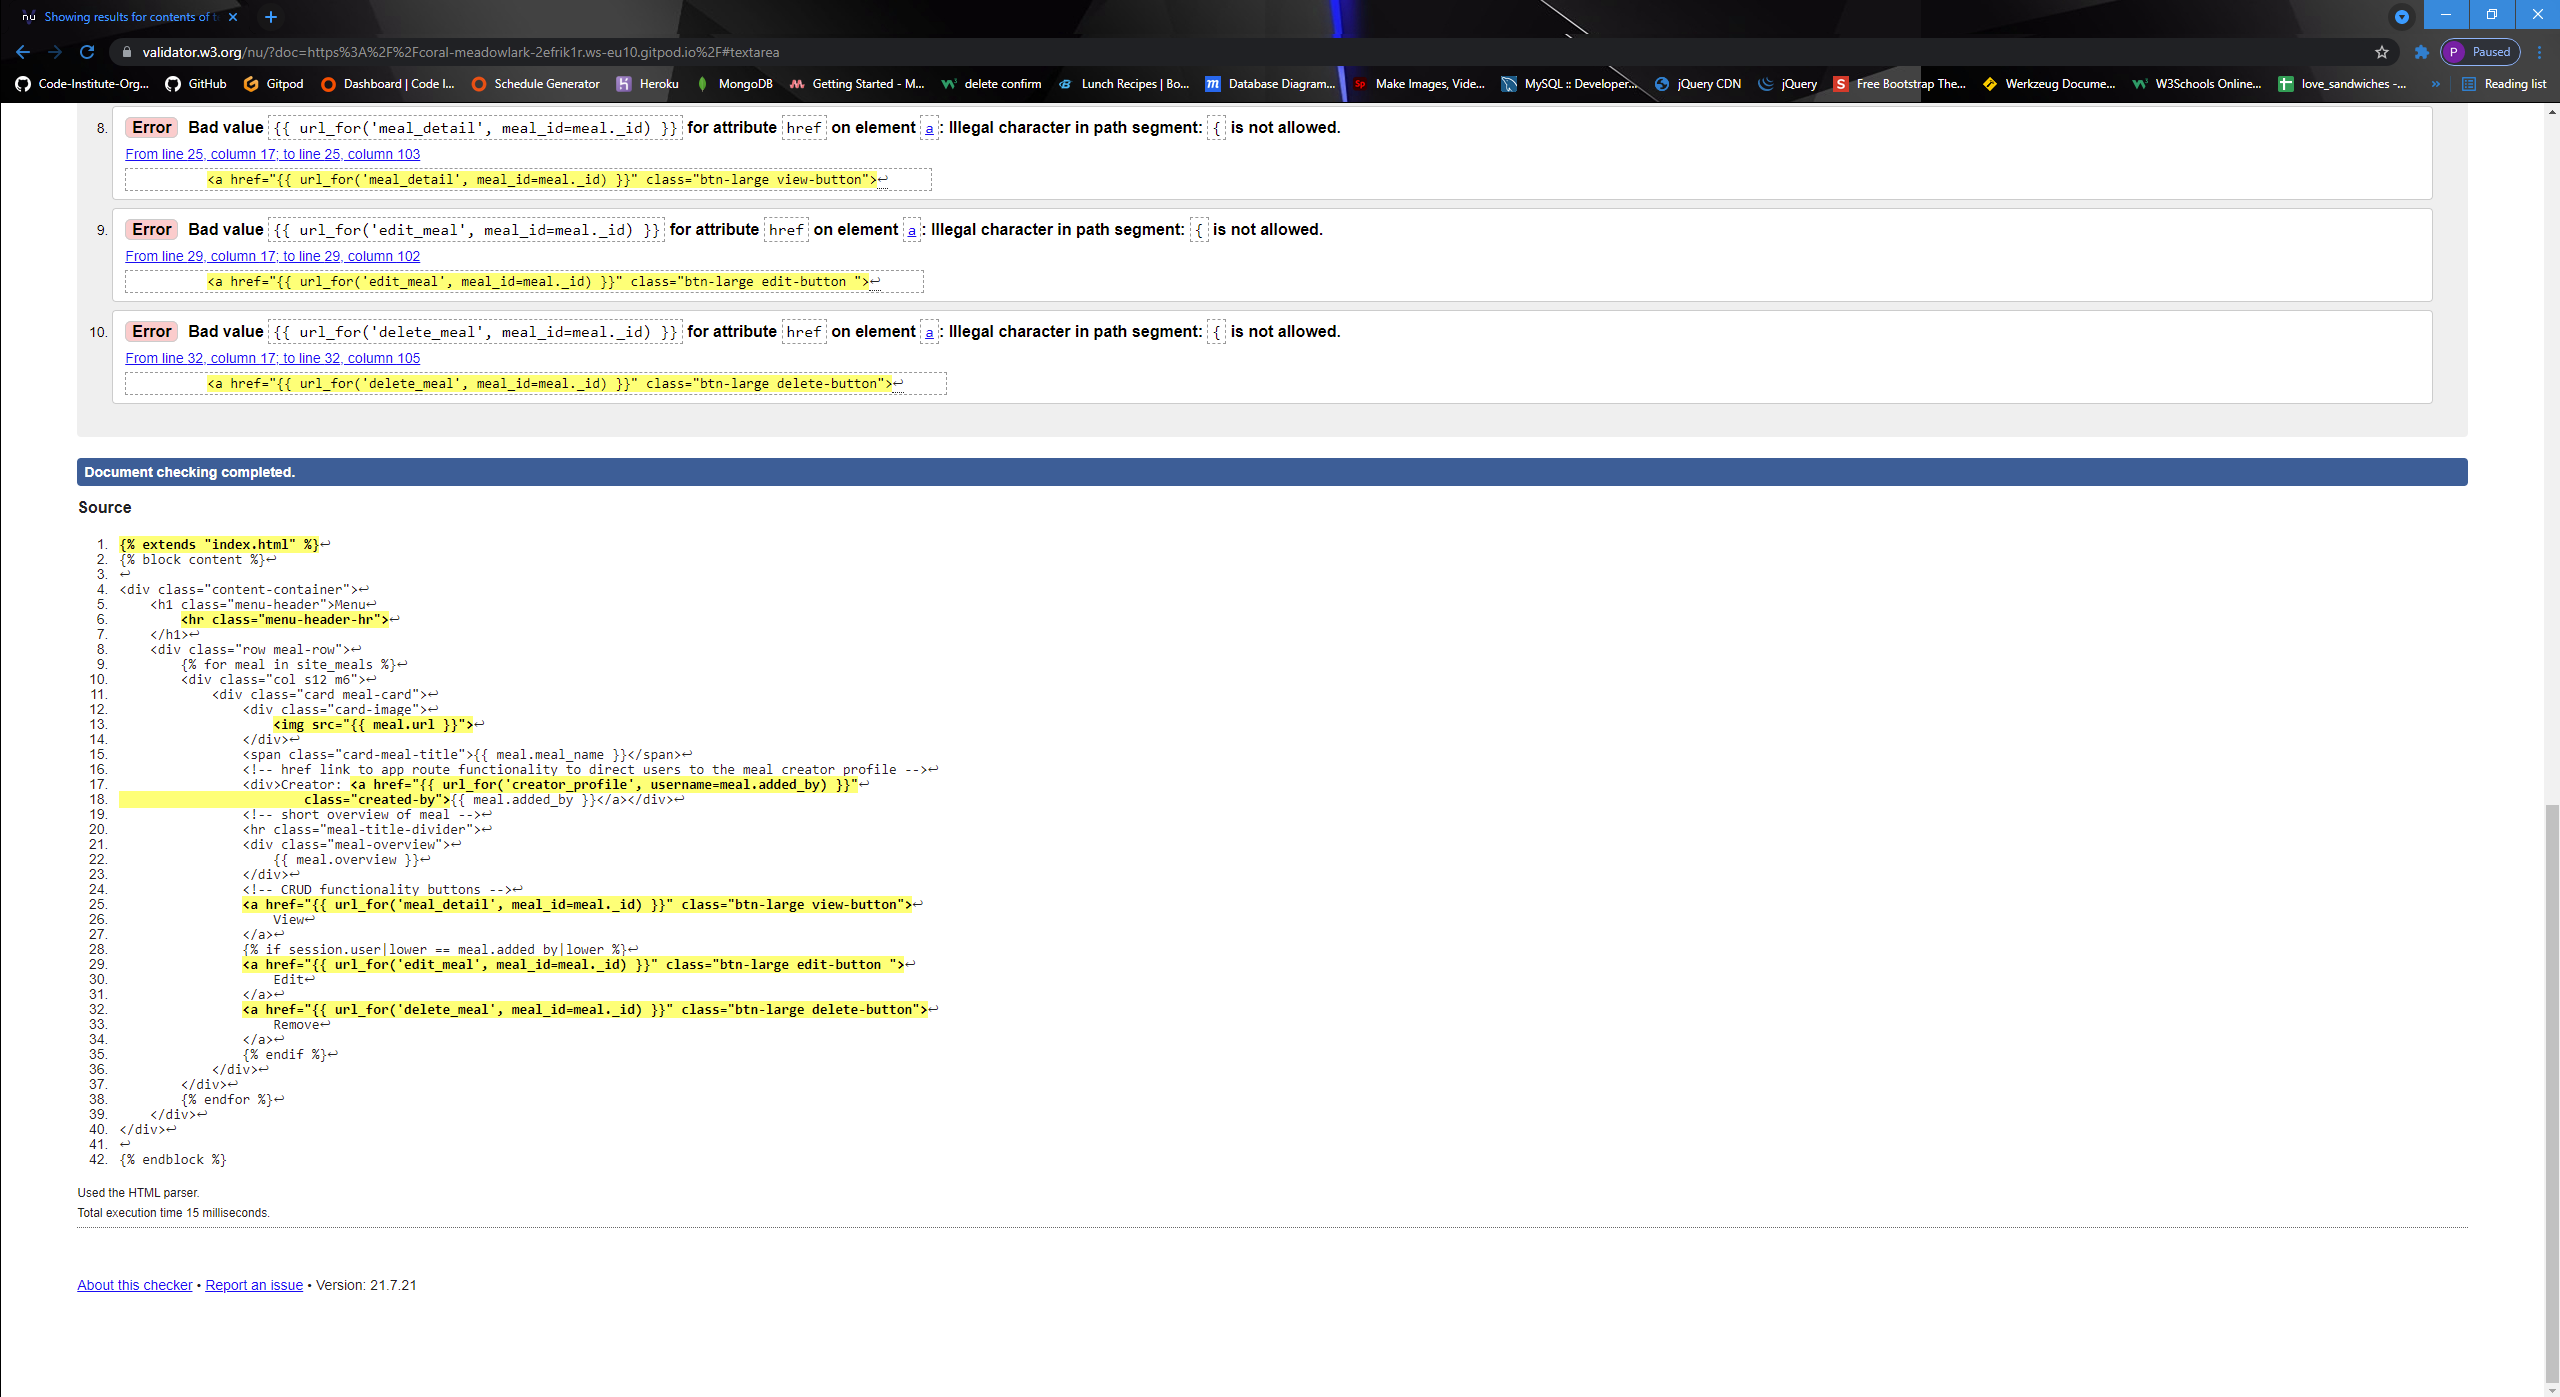 nu Showing results for contents of t
validator.w3.org/nu/?doc=https%3A%2F%2Fcoral-meadowlark-2efrik1r.ws-eu10.gitpod.io%2F#textarea
P Paused
Code-Institute-Org... GitHub Gitpod Dashboard | Code I... Schedule Generator Heroku MongoDB Getting Started - M... delete confirm Lunch Recipes | Bo... Database Diagram... Make Images, Vide... MySQL :: Developer... jQuery CDN jQuery Free Bootstrap The... Werkzeug Docume... W3Schools Online... love_sandwiches -... » Reading list
8. Error Bad value {{ url_for('meal_detail', meal_id=meal._id) }} for attribute href on element a: Illegal character in path segment: { is not allowed.
From line 25, column 17; to line 25, column 103
<a href="{{ url_for('meal_detail', meal_id=meal._id) }}" class="btn-large view-button">↩
9. Error Bad value {{ url_for('edit_meal', meal_id=meal._id) }} for attribute href on element a: Illegal character in path segment: { is not allowed.
From line 29, column 17; to line 29, column 102
<a href="{{ url_for('edit_meal', meal_id=meal._id) }}" class="btn-large edit-button ">↩
10. Error Bad value {{ url_for('delete_meal', meal_id=meal._id) }} for attribute href on element a: Illegal character in path segment: { is not allowed.
From line 32, column 17; to line 32, column 105
<a href="{{ url_for('delete_meal', meal_id=meal._id) }}" class="btn-large delete-button">↩
Document checking completed.
Source
1. {% extends "index.html" %}↩
2. {% block content %}↩
3. ↩
4. <div class="content-container">↩
5. <h1 class="menu-header">Menu↩
6. <hr class="menu-header-hr">↩
7. </h1>↩
8. <div class="row meal-row">↩
9. {% for meal in site_meals %}↩
10. <div class="col s12 m6">↩
11. <div class="card meal-card">↩
12. <div class="card-image">↩
13. <img src="{{ meal.url }}">↩
14. </div>↩
15. <span class="card-meal-title">{{ meal.meal_name }}</span>↩
16. <!-- href link to app route functionality to direct users to the meal creator profile -->↩
17. <div>Creator: <a href="{{ url_for('creator_profile', username=meal.added_by) }}"↩
18. class="created-by">{{ meal.added_by }}</a></div>↩
19. <!-- short overview of meal -->↩
20. <hr class="meal-title-divider">↩
21. <div class="meal-overview">↩
22. {{ meal.overview }}↩
23. </div>↩
24. <!-- CRUD functionality buttons -->↩
25. <a href="{{ url_for('meal_detail', meal_id=meal._id) }}" class="btn-large view-button">↩
26. View↩
27. </a>↩
28. {% if session.user|lower == meal.added_by|lower %}↩
29. <a href="{{ url_for('edit_meal', meal_id=meal._id) }}" class="btn-large edit-button ">↩
30. Edit↩
31. </a>↩
32. <a href="{{ url_for('delete_meal', meal_id=meal._id) }}" class="btn-large delete-button">↩
33. Remove↩
34. </a>↩
35. {% endif %}↩
36. </div>↩
37. </div>↩
38. {% endfor %}↩
39. </div>↩
40. </div>↩
41. ↩
42. {% endblock %}
Used the HTML parser.
Total execution time 15 milliseconds.
About this checker • Report an issue • Version: 21.7.21